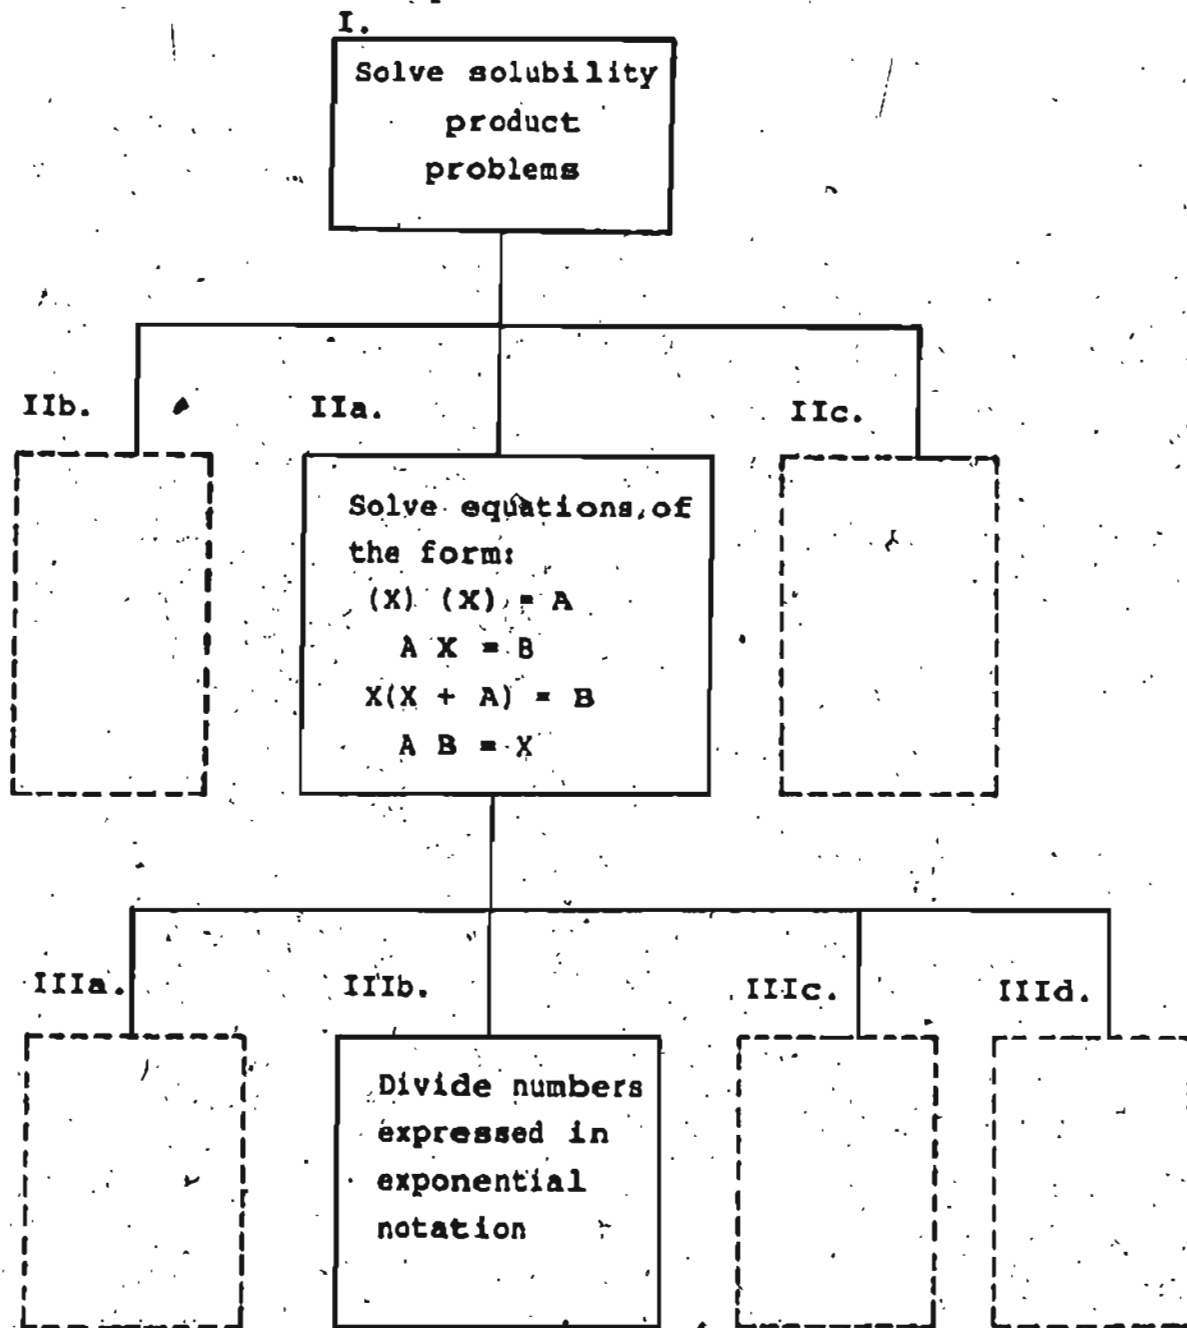 I.
Solve solubility
product
problems
IIb. IIa. IIc.
Solve equations of
the form:
(X) (X) = A
A X = B
X(X + A) = B
A B = X
IIIa. IIIb. IIIc. IIId.
Divide numbers
expressed in
exponential
notation